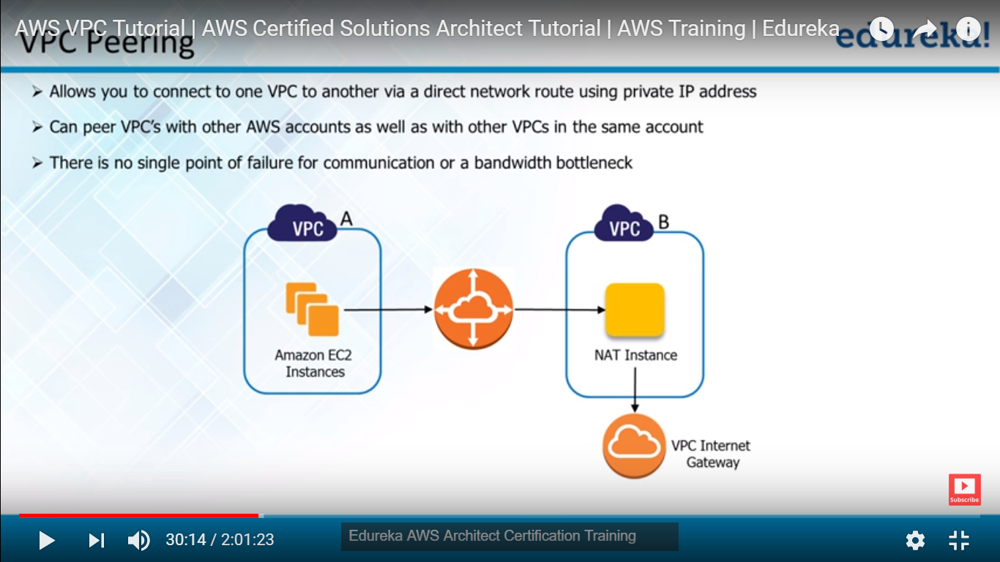 AWS VPC Tutorial | AWS Certified Solutions Architect Tutorial | AWS Training | Edureka
VPC Peering
edureka!
➢ Allows you to connect to one VPC to another via a direct network route using private IP address
➢ Can peer VPC's with other AWS accounts as well as with other VPCs in the same account
➢ There is no single point of failure for communication or a bandwidth bottleneck
VPC A
VPC B
Amazon EC2
Instances
NAT Instance
VPC Internet
Gateway
Subscribe
30:14 / 2:01:23
Edureka AWS Architect Certification Training